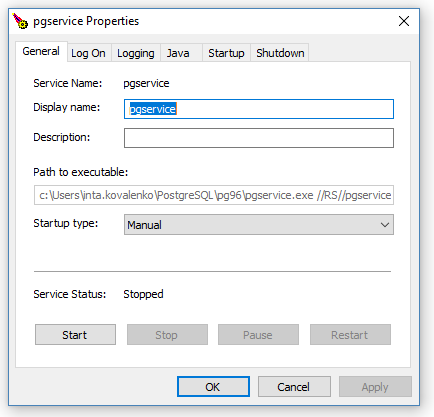 pgservice Properties
General Log On Logging Java Startup Shutdown
Service Name: pgservice
Display name: pgservice
Description:
Path to executable:
c:\Users\inta.kovalenko\PostgreSQL\pg96\pgservice.exe //RS//pgservice
Startup type: Manual
Service Status: Stopped
Start Stop Pause Restart
OK Cancel Apply